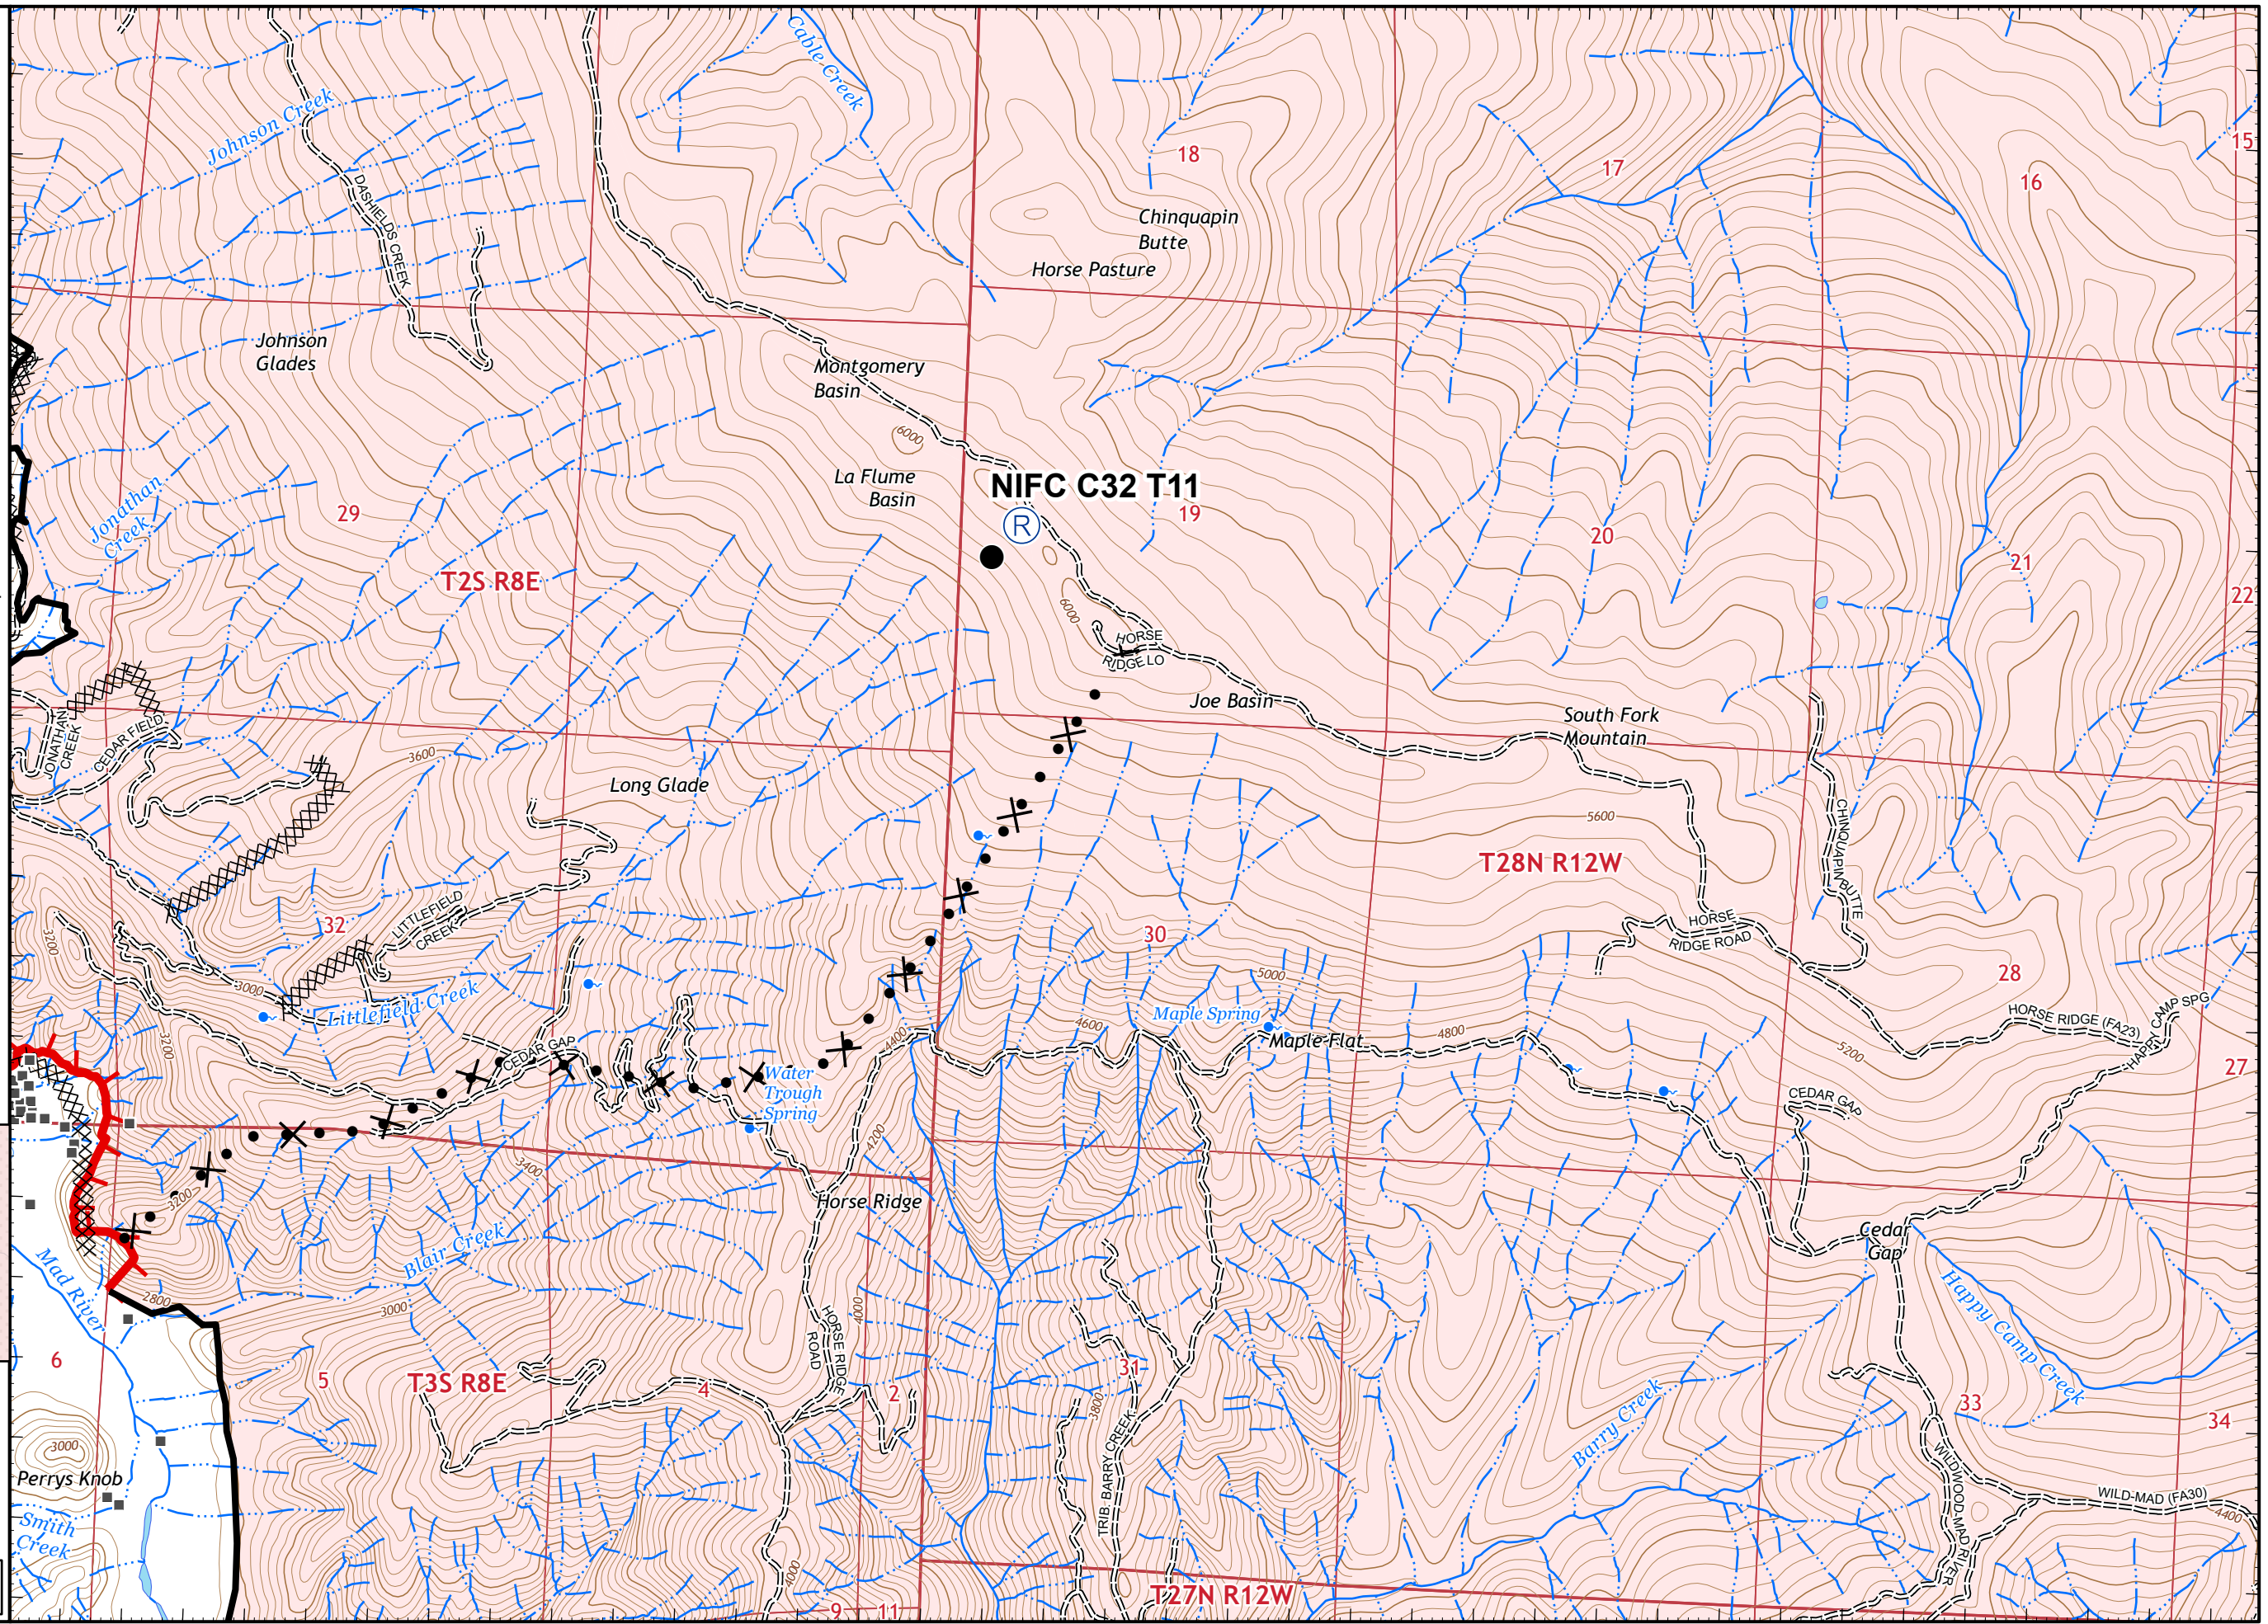 Cable Creek
Johnson Creek
15
18
17
16
DASHIELDS CREEK
Chinquapin
Butte
Horse Pasture
Johnson
Glades
Montgomery
Basin
6000
La Flume
Basin
NIFC C32 T11
R
19
29
Jonathan
Creek
20
21
T2S R8E
22
6000
HORSE
RIDGE LO
Joe Basin
South Fork
Mountain
JONATHAN
CREEK
CEDAR FIELD
3600
Long Glade
5600
CHINQUAPIN
BUTTE
T28N R12W
LITTLEFIELD
CREEK
32
30
HORSE
RIDGE ROAD
3200
5000
28
3000
Littlefield Creek
Maple Spring
HORSE RIDGE (FA23)
HAPPY CAMP SPG
3200
CEDAR GAP
4400
4600
Maple Flat
4800
5200
27
Water
Trough
Spring
CEDAR GAP
4200
3400
3200
Horse Ridge
Cedar
Gap
Blair Creek
Mad River
2800
3000
4000
HORSE RIDGE
ROAD
Happy Camp Creek
6
5
T3S R8E
4
2
31
3800
33
34
Barry Creek
3000
Perrys Knob
TRIB. BARRY CREEK
WILDWOOD-MAD RIVER
WILD-MAD (FA30)
4400
Smith
Creek
4000
T27N R12W
9
11